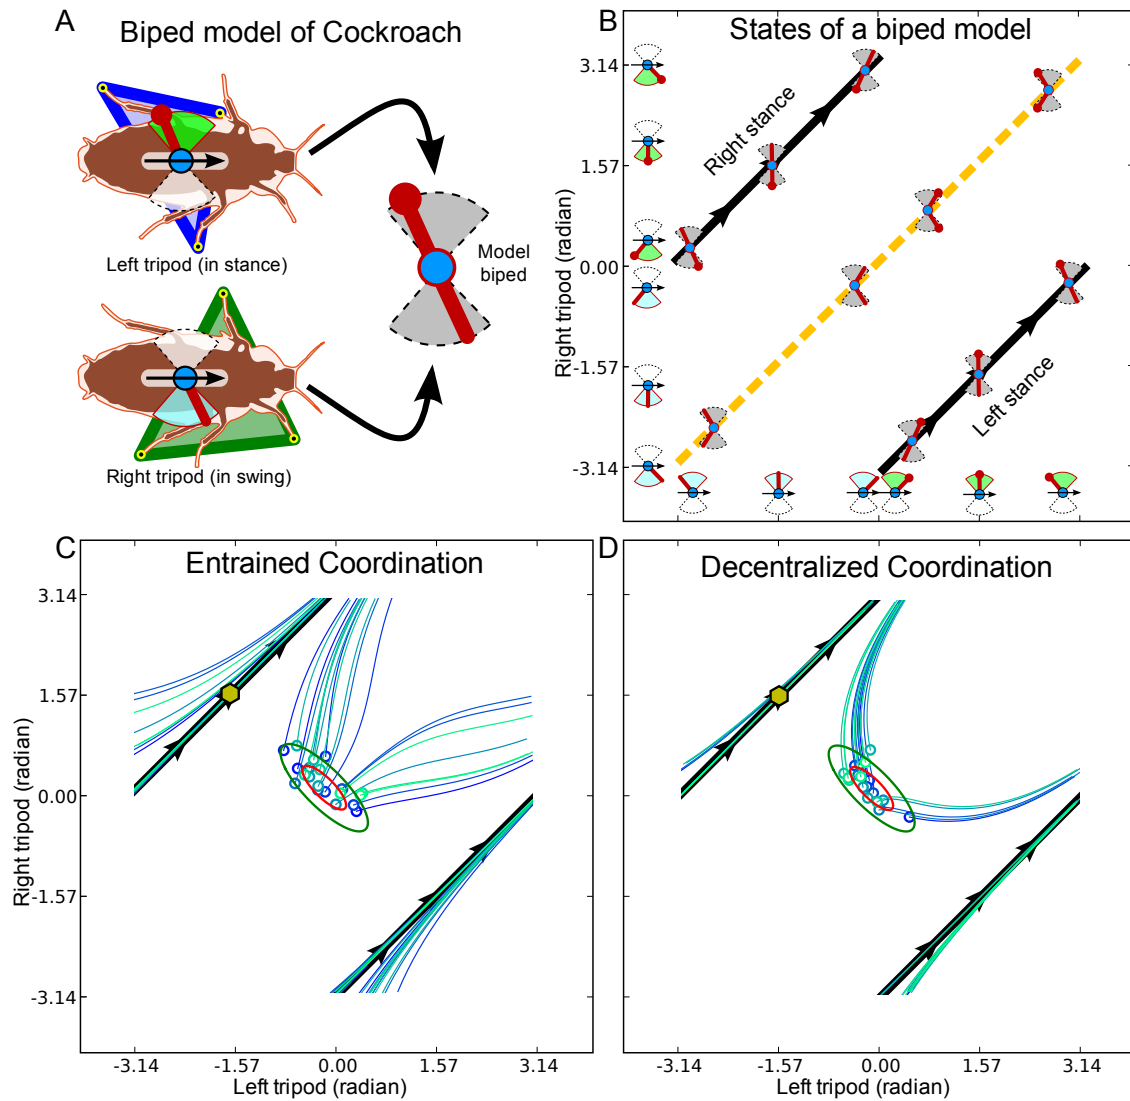 A
Biped model of Cockroach
Left tripod (in stance)
Right tripod (in swing)
Model
biped
B
States of a biped model
Right stance
Left stance
3.14
1.57
0.00
-1.57
-3.14
Right tripod (radian)
C
Entrained Coordination
3.14
1.57
0.00
-1.57
-3.14
Right tripod (radian)
-3.14
-1.57
0.00
1.57
3.14
Left tripod (radian)
D
Decentralized Coordination
-3.14
-1.57
0.00
1.57
3.14
Left tripod (radian)